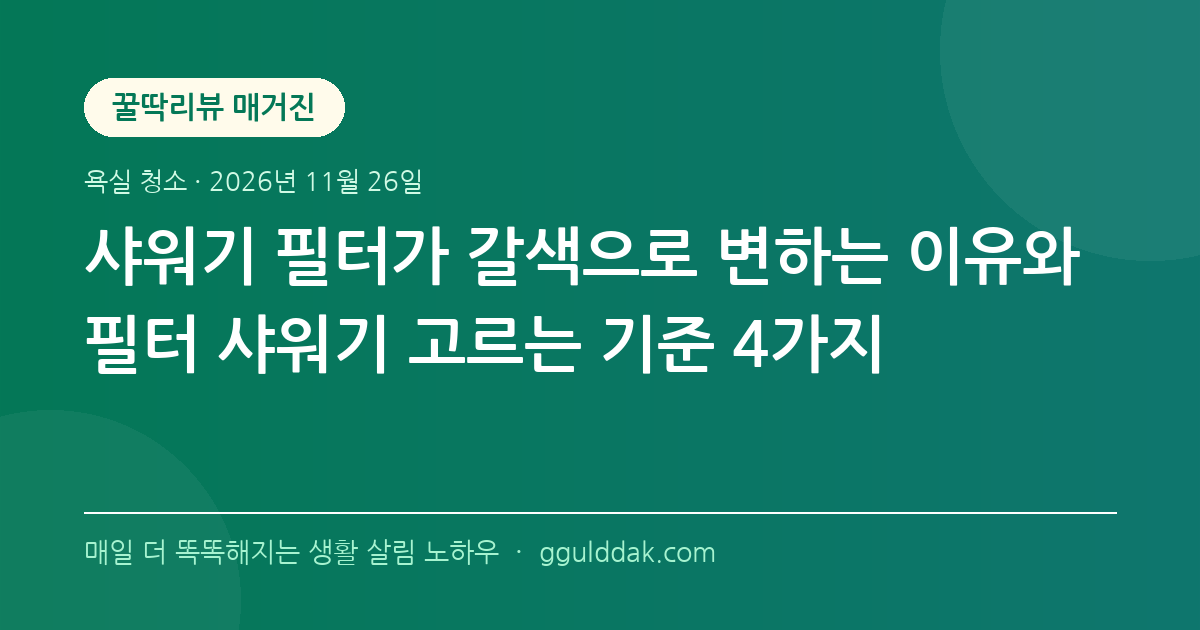 꿀딱리뷰 매거진
욕실 청소 · 2026년 11월 26일
샤워기 필터가 갈색으로 변하는 이유와
필터 샤워기 고르는 기준 4가지
매일 더 똑똑해지는 생활 살림 노하우 · ggulddak.com